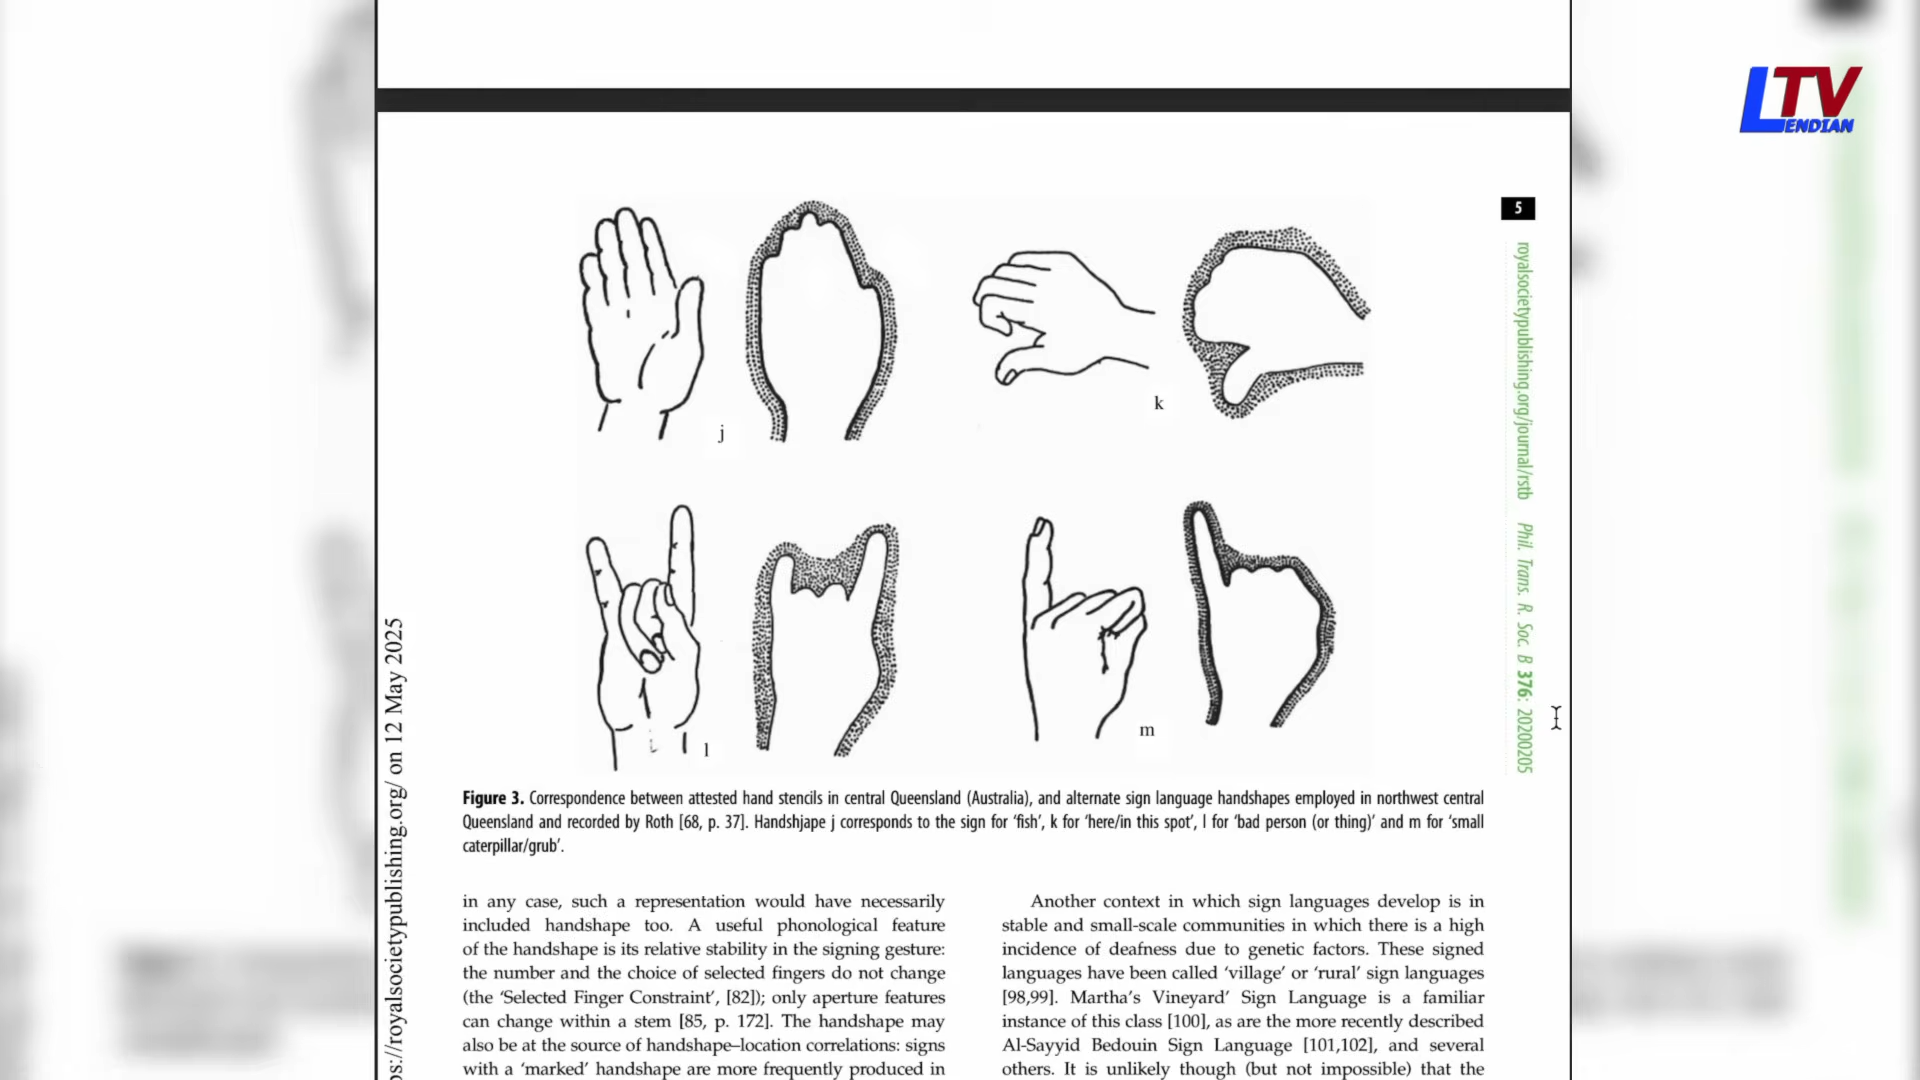 LTV
ENDIAN
5
royalsocietypublishing.org/journal/rstb Phil. Trans. R. Soc. B 376: 20200205
j
k
l
m
ps://royalsocietypublishing.org/ on 12 May 2025
Figure 3. Correspondence between attested hand stencils in central Queensland (Australia), and alternate sign language handshapes employed in northwest central
Queensland and recorded by Roth [68, p. 37]. Handshjape j corresponds to the sign for ‘fish’, k for ‘here/in this spot’, l for ‘bad person (or thing)’ and m for ‘small
caterpillar/grub’.
in any case, such a representation would have necessarily
included handshape too. A useful phonological feature
of the handshape is its relative stability in the signing gesture:
the number and the choice of selected fingers do not change
(the ‘Selected Finger Constraint’, [82]); only aperture features
can change within a stem [85, p. 172]. The handshape may
also be at the source of handshape–location correlations: signs
with a ‘marked’ handshape are more frequently produced in
Another context in which sign languages develop is in
stable and small-scale communities in which there is a high
incidence of deafness due to genetic factors. These signed
languages have been called ‘village’ or ‘rural’ sign languages
[98,99]. Martha’s Vineyard’ Sign Language is a familiar
instance of this class [100], as are the more recently described
Al-Sayyid Bedouin Sign Language [101,102], and several
others. It is unlikely though (but not impossible) that the